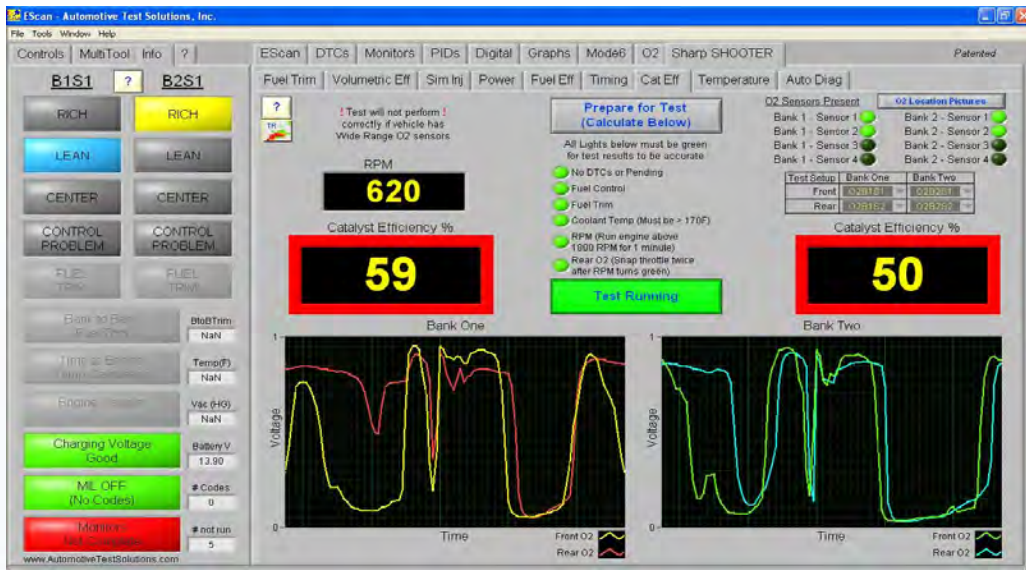 EScan - Automotive Test Solutions, Inc.
File Tools Window Help
Controls MultiTool Info ?
EScan DTCs Monitors PIDs Digital Graphs Mode6 O2 Sharp SHOOTER
Patented
Fuel Trim Volumetric Eff Sim Inj Power Fuel Eff Timing Cat Eff Temperature Auto Diag
B1S1 ? B2S1
RICH RICH
LEAN LEAN
CENTER CENTER
CONTROL PROBLEM CONTROL PROBLEM
FUEL TRIM FUEL TRIM
BtoBTrim
NaN
Temp(F)
NaN
Vac (HG)
NaN
Charging Voltage
Good
Battery V
13.90
MIL OFF
(No Codes)
# Codes
0
Monitors
# not run
5
www.AutomotiveTestSolutions.com
?
! Test will not perform !
correctly if vehicle has
Wide Range O2 sensors
RPM
620
Catalyst Efficiency %
59
Prepare for Test
(Calculate Below)
All Lights below must be green
for test results to be accurate
No DTCs or Pending
Fuel Control
Fuel Trim
Coolant Temp (Must be > 170F)
RPM (Run engine above
1800 RPM for 1 minute)
Rear O2 (Snap throttle twice
after RPM turns green)
Test Running
O2 Sensors Present
O2 Location Pictures
Bank 1 - Sensor 1 Bank 2 - Sensor 1
Bank 1 - Sensor 2 Bank 2 - Sensor 2
Bank 1 - Sensor 3 Bank 2 - Sensor 3
Bank 1 - Sensor 4 Bank 2 - Sensor 4
Test Setup Bank One Bank Two
Front O2B1S1 O2B2S1
Rear O2B1S2 O2B2S2
Catalyst Efficiency %
50
Bank One
1
Voltage
0
Time
Front O2
Rear O2
Bank Two
1
Voltage
0
Time
Front O2
Rear O2